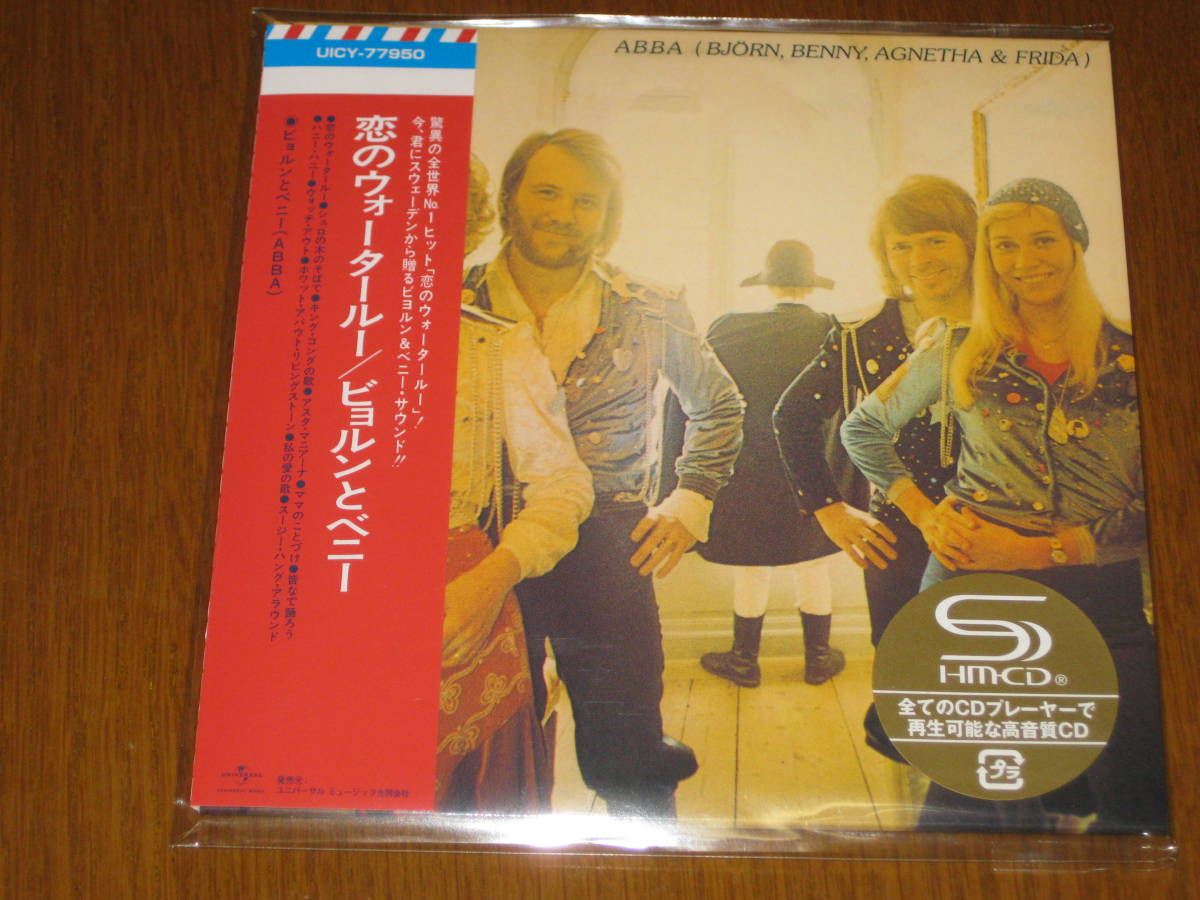 UICY-77950
ABBA (BJÖRN, BENNY, AGNETHA & FRIDA)
驚異の全世界No.1ヒット「恋のウォータールー」!
今、君にスウェーデンから贈るビヨルン&ベニー・サウンド!!
恋のウォータールー/ビョルンとベニー
●恋のウォータールー●シュロの木のそばで●キング・コングの歌●アスタ・マニアーナ●ママのことづけ●皆なで踊ろう
●ハニー・ハニー●ウォッチ・アウト●ホワット・アバウト・リビングストーン●私の愛の歌●スージー・ハング・アラウンド
●ビョルンとベニー(ABBA)
UNIVERSAL
UNIVERSAL MUSIC
発売元:
ユニバーサル ミュージック合同会社
SHM-CD®
全てのCDプレーヤーで
再生可能な高音質CD
プラ